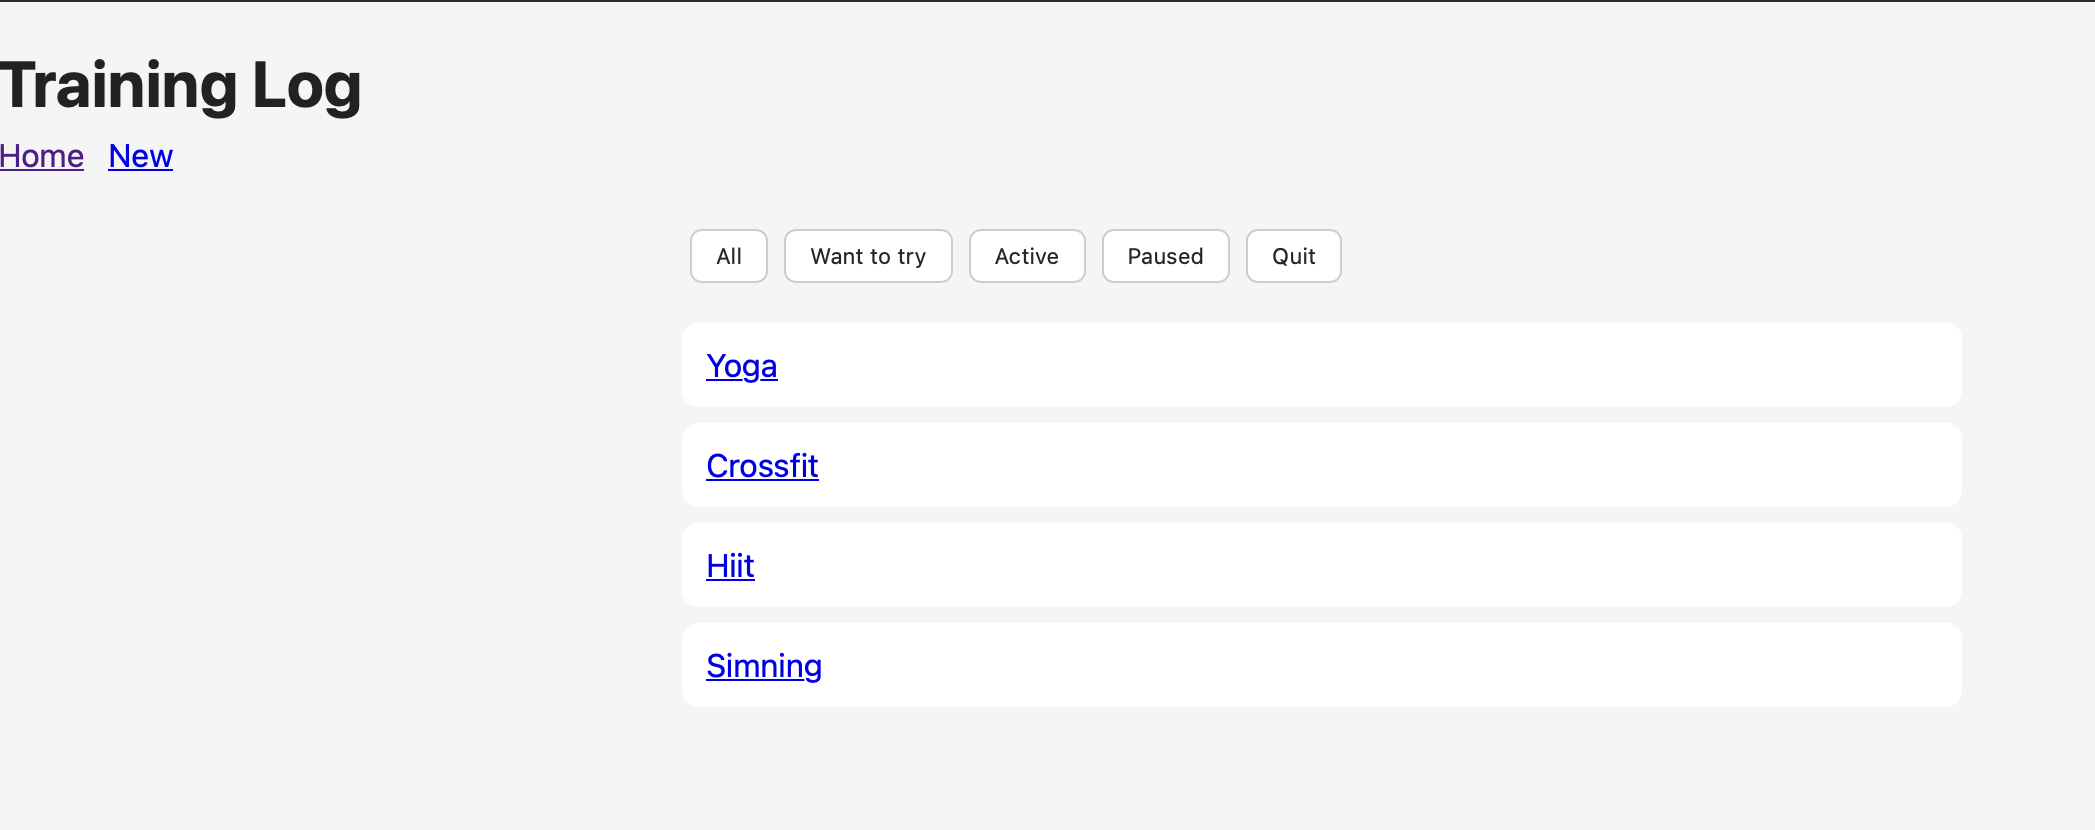 Training Log
Home New
All Want to try Active Paused Quit
Yoga
Crossfit
Hiit
Simning